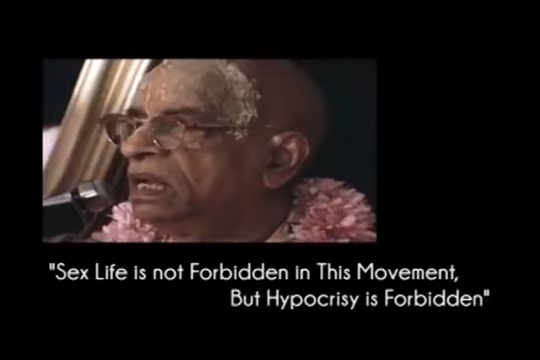 "Sex Life is not Forbidden in This Movement,
But Hypocrisy is Forbidden"